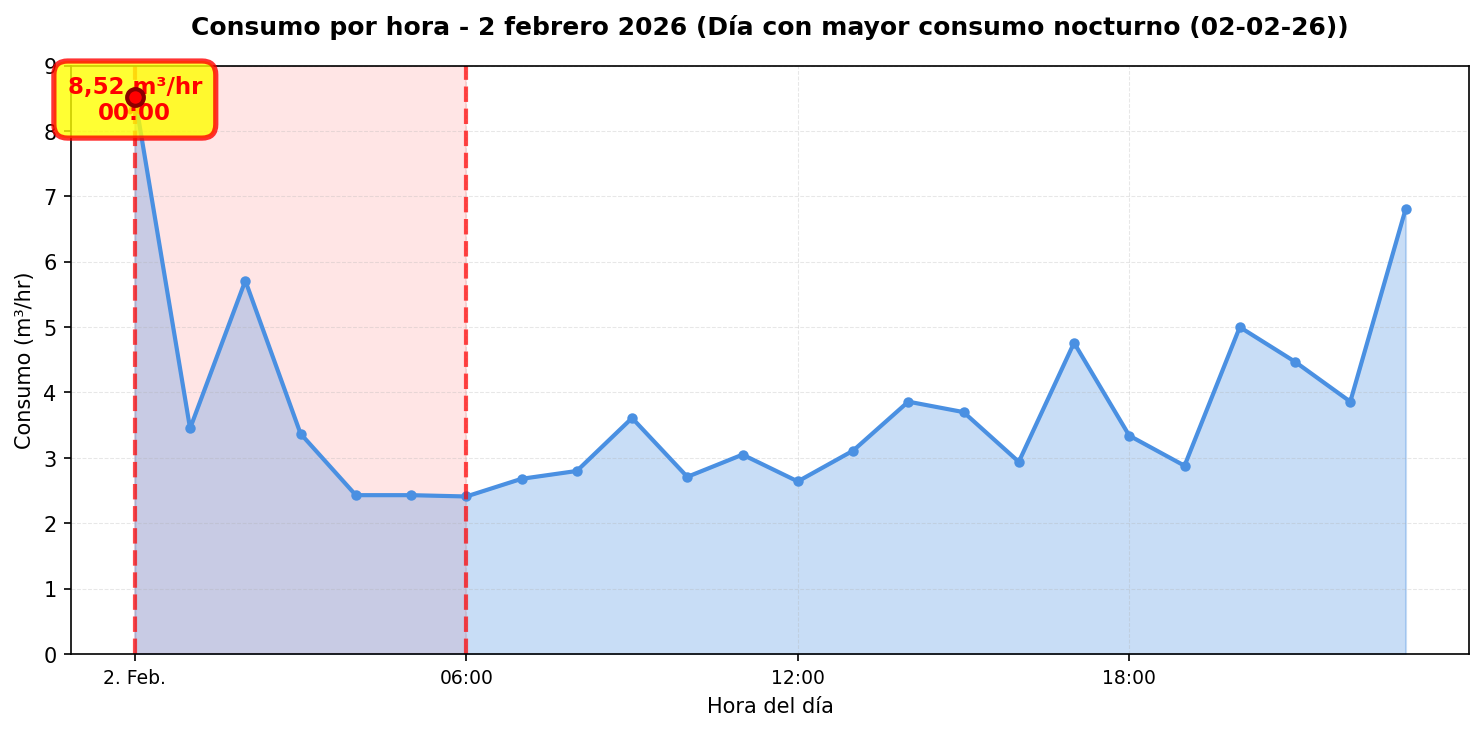 Consumo por hora - 2 febrero 2026 (Día con mayor consumo nocturno (02-02-26))
8,52 m³/hr
00:00
Consumo (m³/hr)
9
8
7
6
5
4
3
2
1
0
2. Feb.
06:00
12:00
18:00
Hora del día